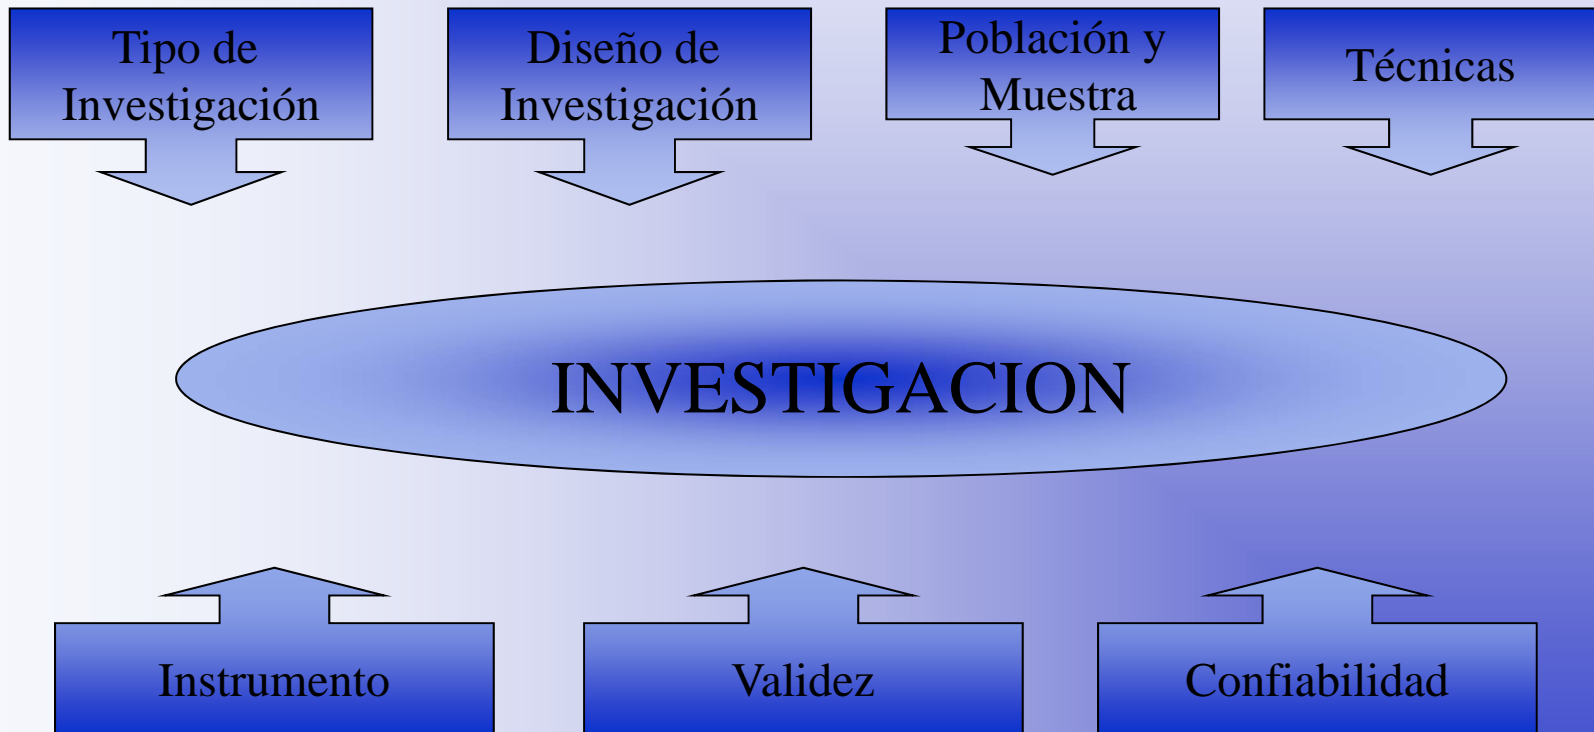 Tipo de
Investigación
Diseño de
Investigación
Población y
Muestra
Técnicas
INVESTIGACION
Instrumento
Validez
Confiabilidad